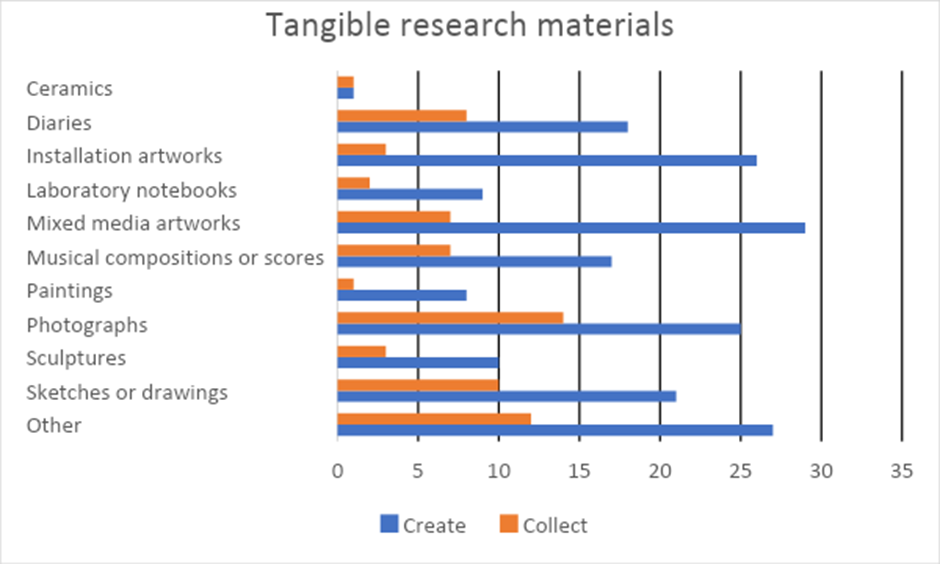 Tangible research materials
Ceramics
Diaries
Installation artworks
Laboratory notebooks
Mixed media artworks
Musical compositions or scores
Paintings
Photographs
Sculptures
Sketches or drawings
Other
0 5 10 15 20 25 30 35
Create Collect